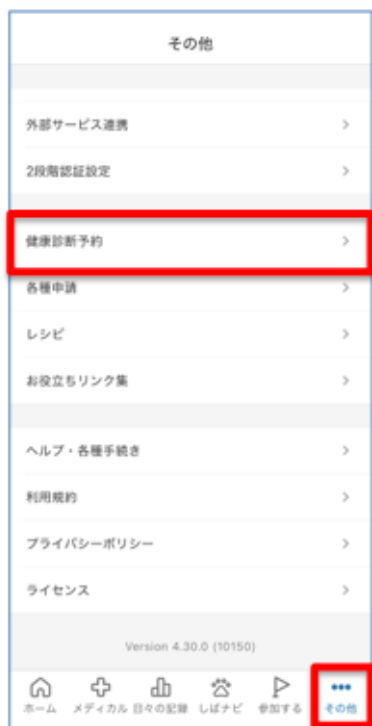 その他
外部サービス連携
2段階認証設定
健康診断予約
各種申請
レシピ
お役立ちリンク集
ヘルプ・各種手続き
利用規約
プライバシーポリシー
ライセンス
Version 4.30.0 (10150)
ホーム メディカル 日々の記録 しばナビ 参加する その他